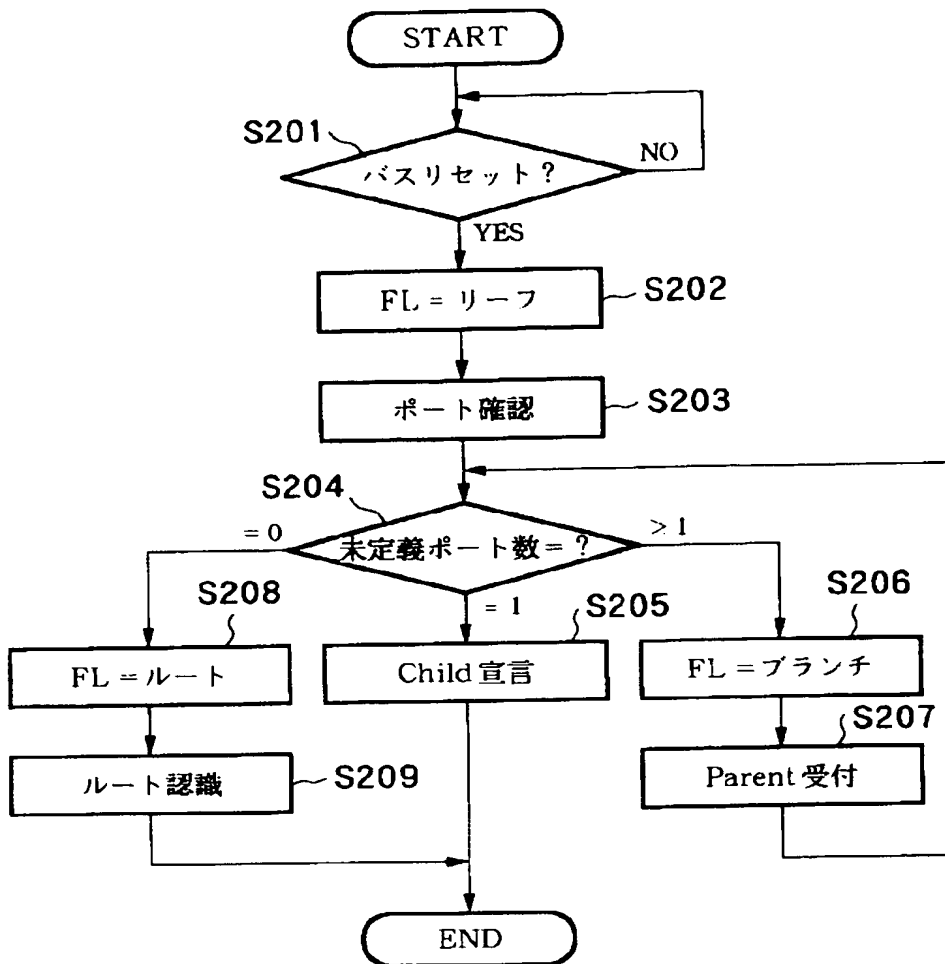 START
S201
バスリセット？
NO
YES
FL = リーフ
S202
ポート確認
S203
S204
= 0
未定義ポート数 = ？
> 1
= 1
S208
S205
S206
FL = ルート
Child 宣言
FL = ブランチ
S207
ルート認識
S209
Parent 受付
END